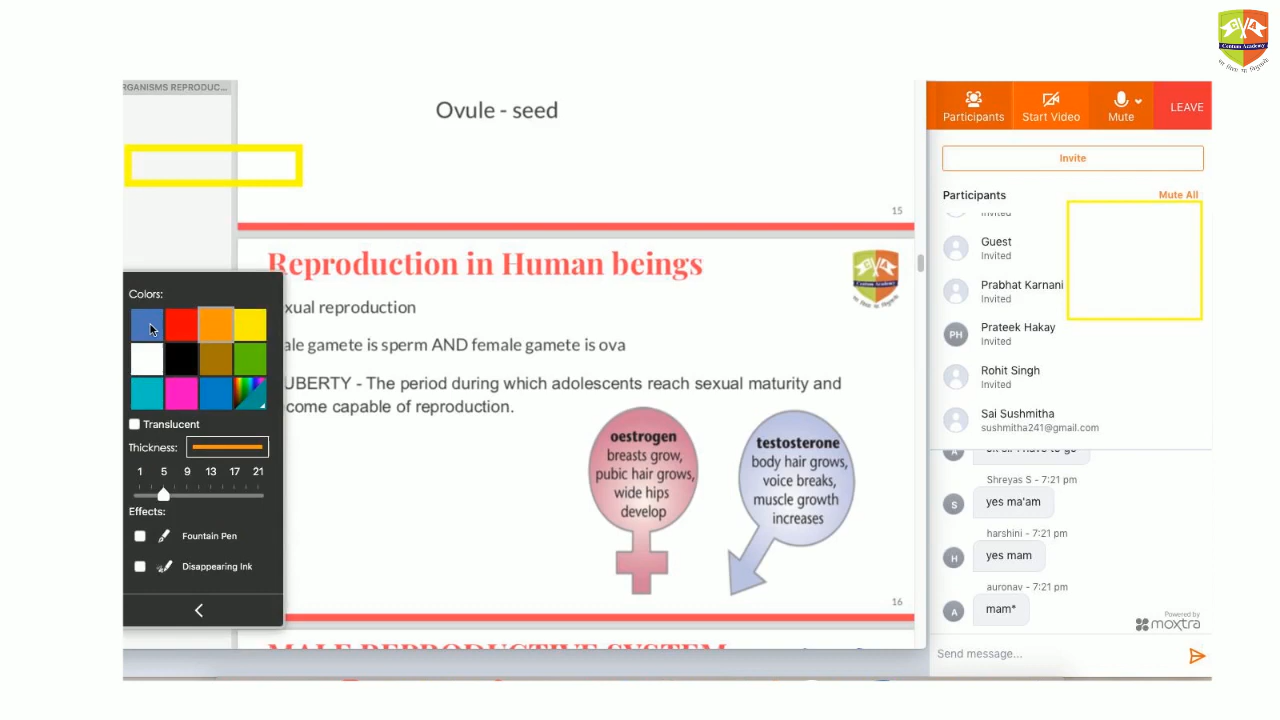 Contum Academy
RGANISMS REPRODUC...
Ovule - seed
15
Reproduction in Human beings
xual reproduction
ale gamete is sperm AND female gamete is ova
UBERTY - The period during which adolescents reach sexual maturity and
come capable of reproduction.
oestrogen
breasts grow,
pubic hair grows,
wide hips
develop
testosterone
body hair grows,
voice breaks,
muscle growth
increases
16
MALE REPRODUCTIVE SYSTEM
Colors:
Translucent
Thickness:
1 5 9 13 17 21
Effects:
Fountain Pen
Disappearing Ink
Participants
Start Video
Mute
LEAVE
Invite
Participants
Mute All
Invited
Guest
Invited
Prabhat Karnani
Invited
PH
Prateek Hakay
Invited
Rohit Singh
Invited
Sai Sushmitha
sushmitha241@gmail.com
A
Shreyas S - 7:21 pm
S
yes ma'am
harshini - 7:21 pm
H
yes mam
auronav - 7:21 pm
A
mam*
Powered by
moxtra
Send message...